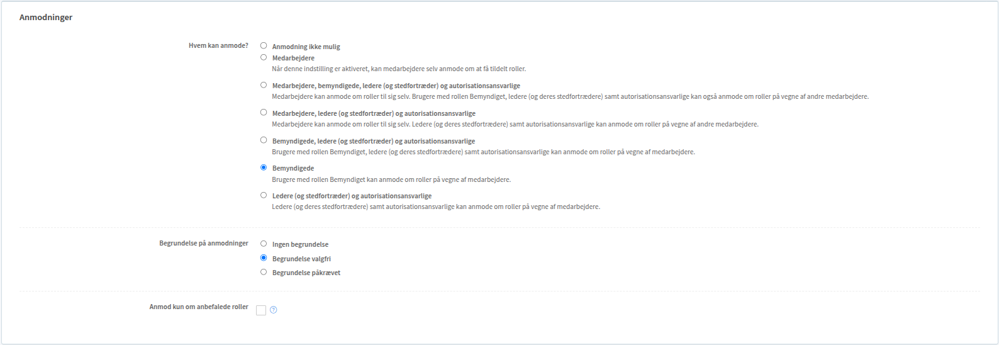 Anmodninger
Hvem kan anmode?
Anmodning ikke mulig
Medarbejdere
Når denne indstilling er aktiveret, kan medarbejdere selv anmode om at få tildelt roller.
Medarbejdere, bemyndigede, ledere (og stedfortræder) og autorisationsansvarlige
Medarbejdere kan anmode om roller til sig selv. Brugere med rollen Bemyndiget, ledere (og deres stedfortrædere) samt autorisationsansvarlige kan også anmode om roller på vegne af andre medarbejdere.
Medarbejdere, ledere (og stedfortræder) og autorisationsansvarlige
Medarbejdere kan anmode om roller til sig selv. Ledere (og deres stedfortrædere) samt autorisationsansvarlige kan anmode om roller på vegne af andre medarbejdere.
Bemyndigede, ledere (og stedfortræder) og autorisationsansvarlige
Brugere med rollen Bemyndiget, ledere (og deres stedfortrædere) samt autorisationsansvarlige kan anmode om roller på vegne af medarbejdere.
Bemyndigede
Brugere med rollen Bemyndiget kan anmode om roller på vegne af medarbejdere.
Ledere (og stedfortræder) og autorisationsansvarlige
Ledere (og deres stedfortrædere) samt autorisationsansvarlige kan anmode om roller på vegne af medarbejdere.
Begrundelse på anmodninger
Ingen begrundelse
Begrundelse valgfri
Begrundelse påkrævet
Anmod kun om anbefalede roller
?